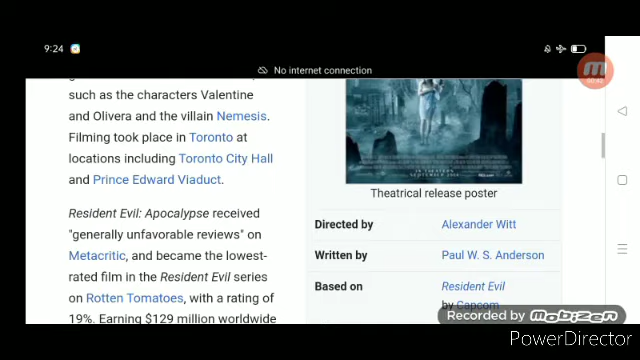 9:24
No internet connection
such as the characters Valentine
and Olivera and the villain Nemesis.
Filming took place in Toronto at
locations including Toronto City Hall
and Prince Edward Viaduct.
Resident Evil: Apocalypse received
"generally unfavorable reviews" on
Metacritic, and became the lowest-
rated film in the Resident Evil series
on Rotten Tomatoes, with a rating of
19%. Earning $129 million worldwide
Theatrical release poster
Directed by
Alexander Witt
Written by
Paul W. S. Anderson
Based on
Resident Evil
by Capcom
Recorded by mobizen
PowerDirector